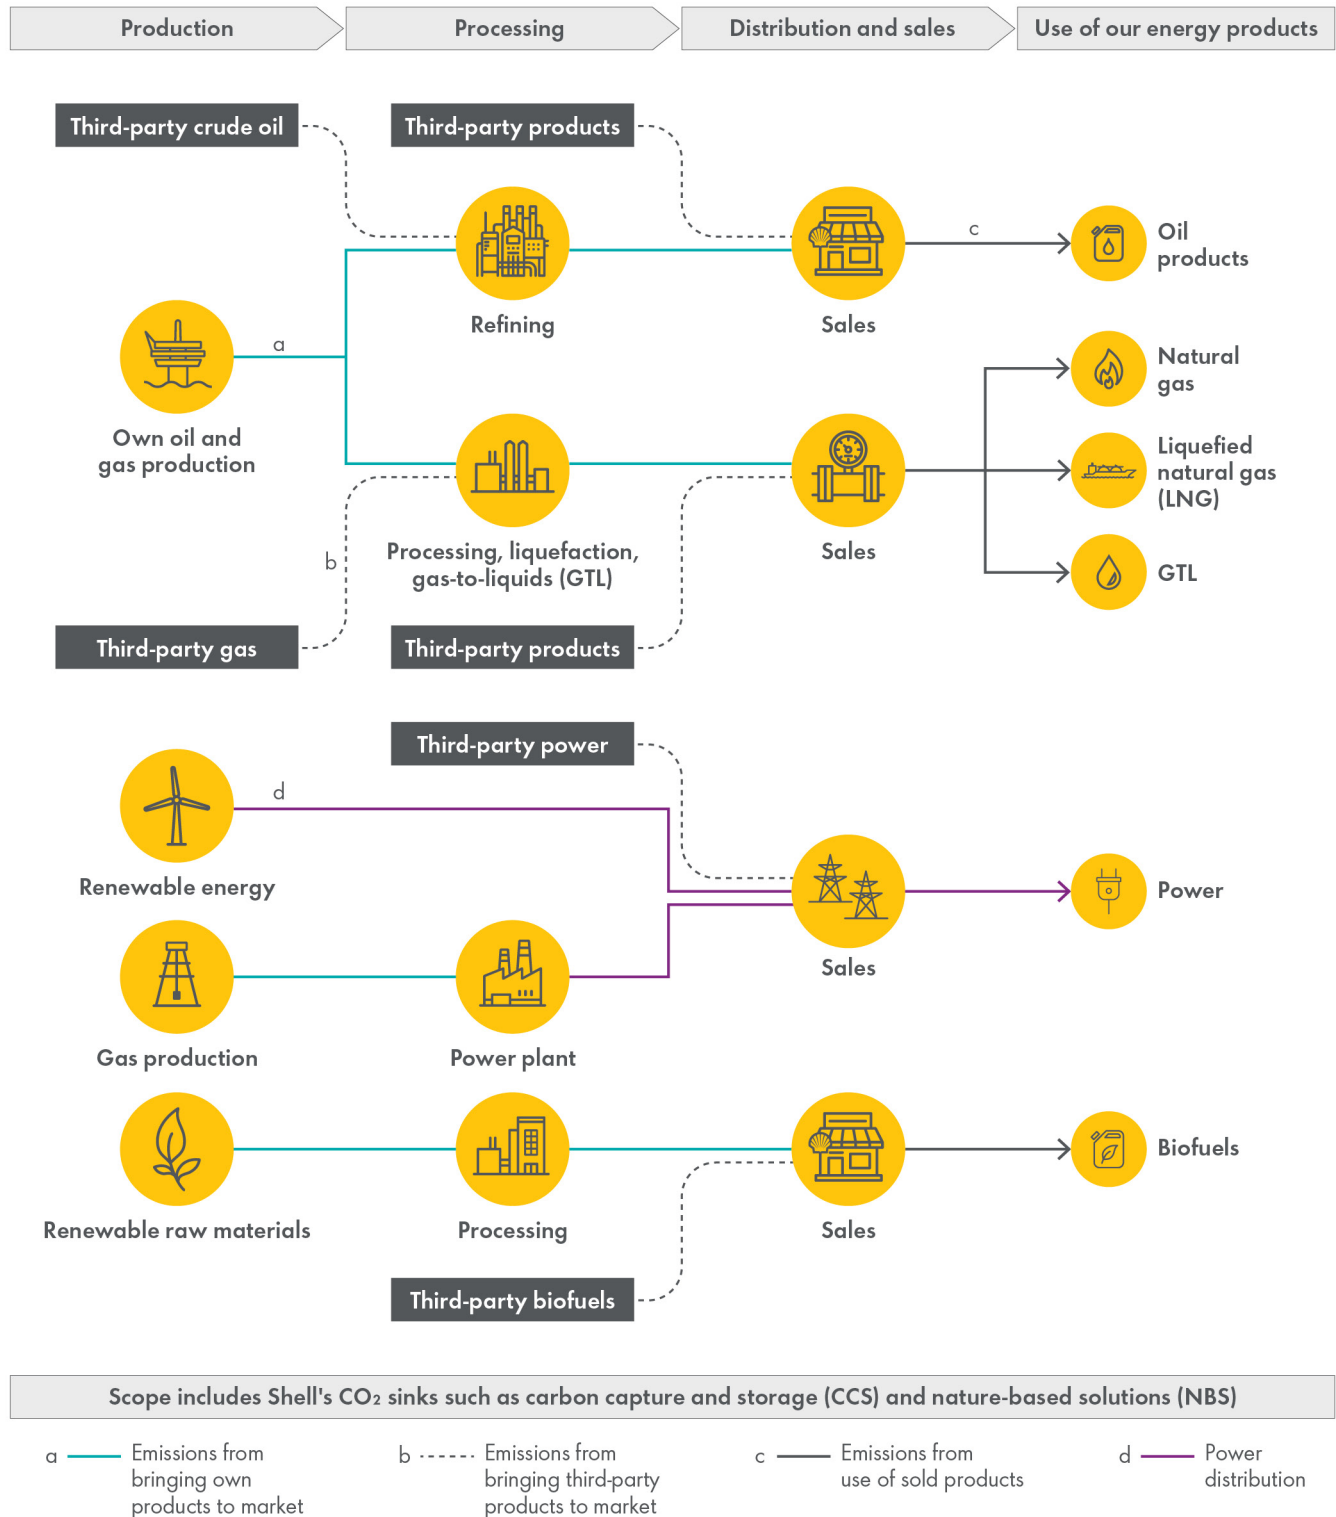 Production
Processing
Distribution and sales
Use of our energy products
Third-party crude oil
Third-party products
c
Oil
products
Refining
Sales
a
Own oil and
gas production
Natural
gas
Liquefied
natural gas
(LNG)
b
Processing, liquefaction,
gas-to-liquids (GTL)
Sales
GTL
Third-party gas
Third-party products
Third-party power
d
Renewable energy
Power
Sales
Gas production
Power plant
Biofuels
Renewable raw materials
Processing
Sales
Third-party biofuels
Scope includes Shell's CO₂ sinks such as carbon capture and storage (CCS) and nature-based solutions (NBS)
a
Emissions from
bringing own
products to market
b
Emissions from
bringing third-party
products to market
c
Emissions from
use of sold products
d
Power
distribution